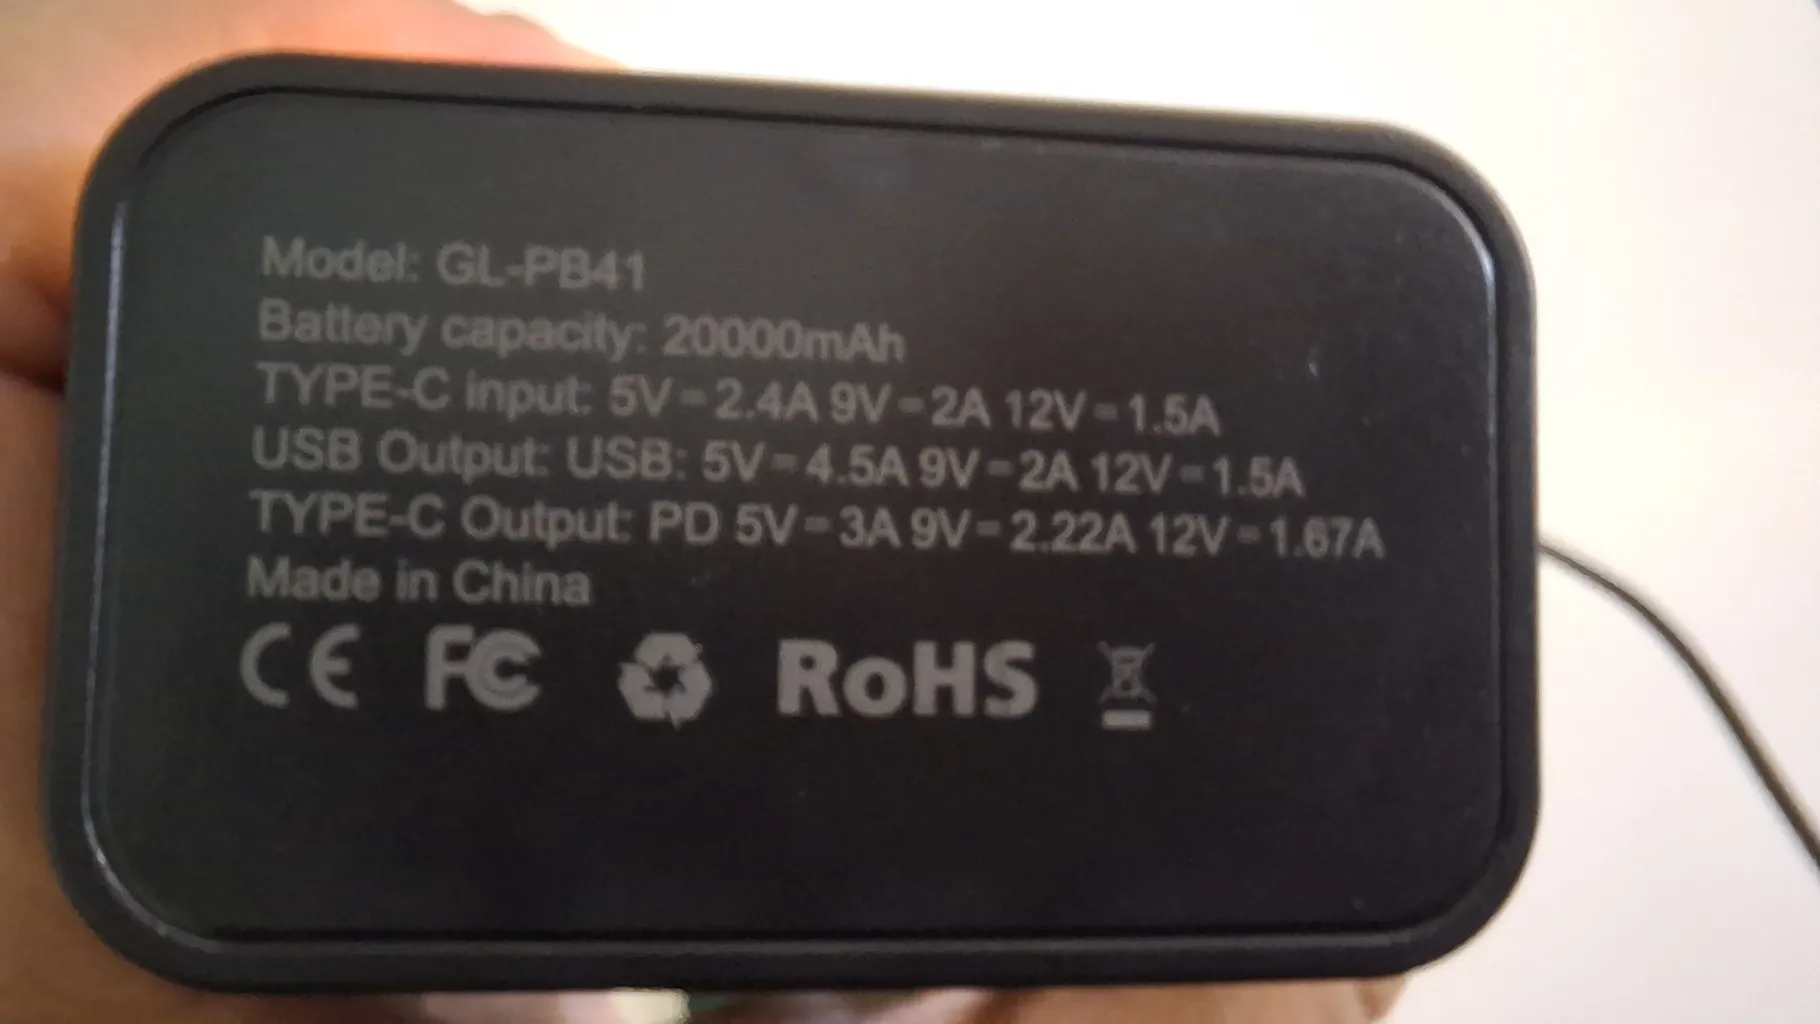 Model: GL-PB41
Battery capacity: 20000mAh
TYPE-C input: 5V⎓2.4A 9V⎓2A 12V⎓1.5A
USB Output: USB: 5V⎓4.5A 9V⎓2A 12V⎓1.5A
TYPE-C Output: PD 5V⎓3A 9V⎓2.22A 12V⎓1.67A
Made in China
CE FC RoHS